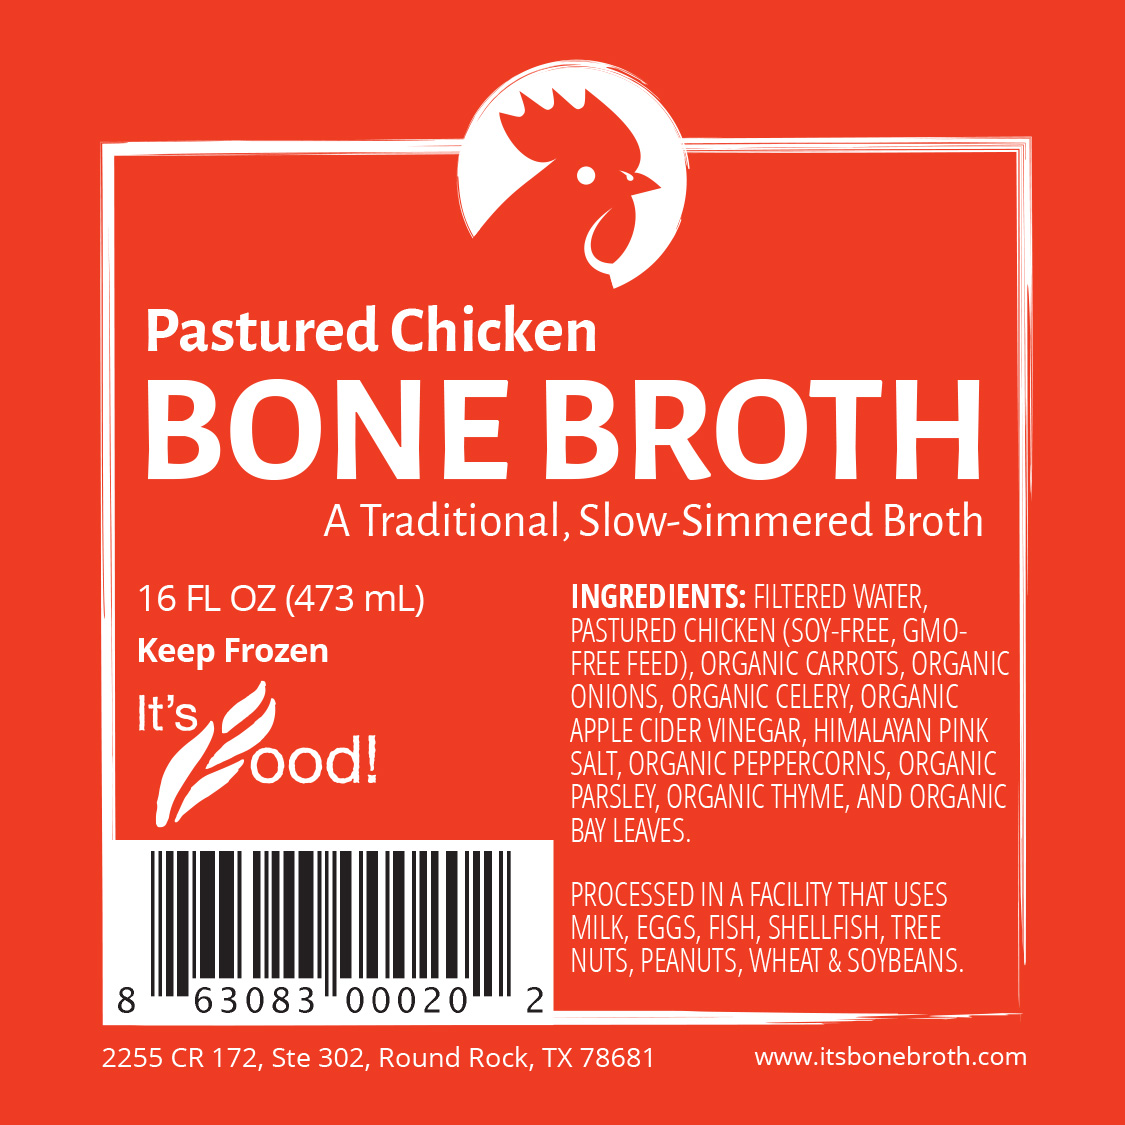 Pastured Chicken
BONE BROTH
A Traditional, Slow-Simmered Broth
16 FL OZ (473 mL)
Keep Frozen
It's
Food!
INGREDIENTS: FILTERED WATER,
PASTURED CHICKEN (SOY-FREE, GMO-
FREE FEED), ORGANIC CARROTS, ORGANIC
ONIONS, ORGANIC CELERY, ORGANIC
APPLE CIDER VINEGAR, HIMALAYAN PINK
SALT, ORGANIC PEPPERCORNS, ORGANIC
PARSLEY, ORGANIC THYME, AND ORGANIC
BAY LEAVES.
PROCESSED IN A FACILITY THAT USES
MILK, EGGS, FISH, SHELLFISH, TREE
NUTS, PEANUTS, WHEAT & SOYBEANS.
8 63083 00020 2
2255 CR 172, Ste 302, Round Rock, TX 78681
www.itsbonebroth.com